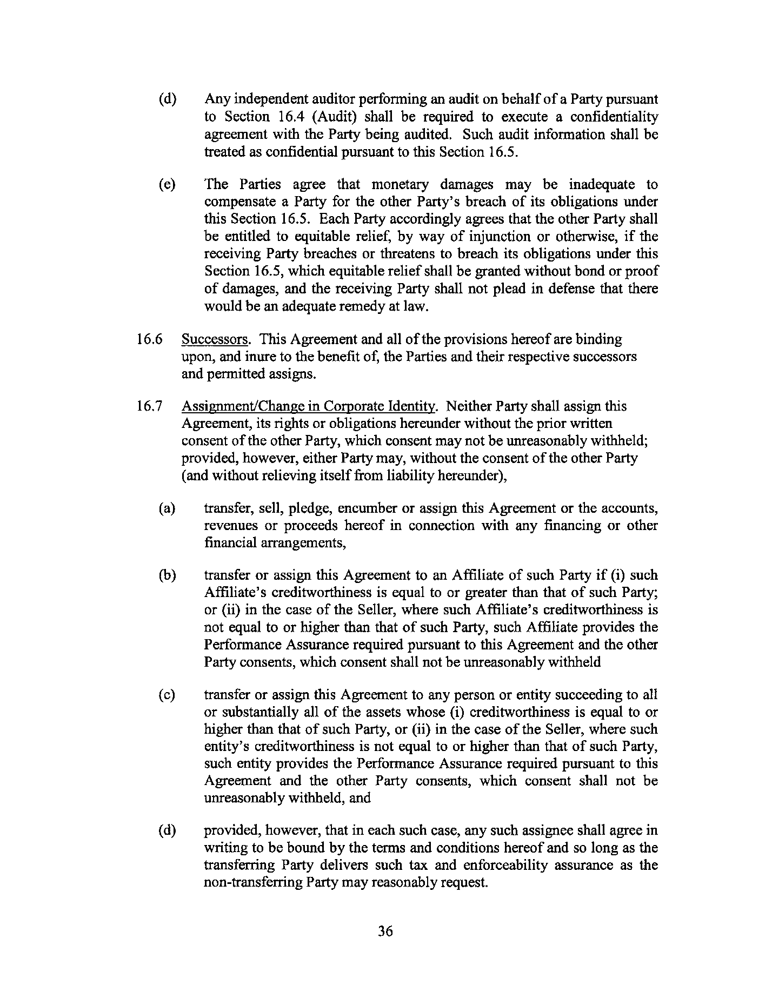 (d) Any independent auditor performing an audit on behalf of a Party pursuant
to Section 16.4 (Audit) shall be required to execute a confidentiality
agreement with the Party being audited. Such audit information shall be
treated as confidential pursuant to this Section 16.5.
(e) The Parties agree that monetary damages may be inadequate to
compensate a Party for the other Party's breach of its obligations under
this Section 16.5. Each Party accordingly agrees that the other Party shall
be entitled to equitable relief, by way of injunction or otherwise, if the
receiving Party breaches or threatens to breach its obligations under this
Section 16.5, which equitable relief shall be granted without bond or proof
of damages, and the receiving Party shall not plead in defense that there
would be an adequate remedy at law.
16.6 Successors. This Agreement and all of the provisions hereof are binding
upon, and inure to the benefit of, the Parties and their respective successors
and permitted assigns.
16.7 Assignment/Change in Corporate Identity. Neither Party shall assign this
Agreement, its rights or obligations hereunder without the prior written
consent of the other Party, which consent may not be unreasonably withheld;
provided, however, either Party may, without the consent of the other Party
(and without relieving itself from liability hereunder),
(a) transfer, sell, pledge, encumber or assign this Agreement or the accounts,
revenues or proceeds hereof in connection with any financing or other
financial arrangements,
(b) transfer or assign this Agreement to an Affiliate of such Party if (i) such
Affiliate's creditworthiness is equal to or greater than that of such Party;
or (ii) in the case of the Seller, where such Affiliate's creditworthiness is
not equal to or higher than that of such Party, such Affiliate provides the
Performance Assurance required pursuant to this Agreement and the other
Party consents, which consent shall not be unreasonably withheld
(c) transfer or assign this Agreement to any person or entity succeeding to all
or substantially all of the assets whose (i) creditworthiness is equal to or
higher than that of such Party, or (ii) in the case of the Seller, where such
entity's creditworthiness is not equal to or higher than that of such Party,
such entity provides the Performance Assurance required pursuant to this
Agreement and the other Party consents, which consent shall not be
unreasonably withheld, and
(d) provided, however, that in each such case, any such assignee shall agree in
writing to be bound by the terms and conditions hereof and so long as the
transferring Party delivers such tax and enforceability assurance as the
non-transferring Party may reasonably request.
36